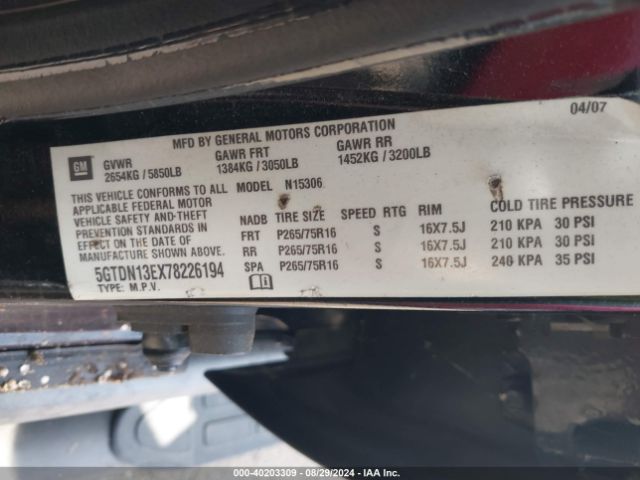 04/07
MFD BY GENERAL MOTORS CORPORATION
GM
GVWR GAWR FRT GAWR RR
2654KG / 5850LB 1384KG / 3050LB 1452KG / 3200LB
THIS VEHICLE CONFORMS TO ALL MODEL N15306
APPLICABLE FEDERAL MOTOR
VEHICLE SAFETY AND THEFT
PREVENTION STANDARDS IN
EFFECT ON THE DATE OF
MANUFACTURE SHOWN ABOVE.
NADB TIRE SIZE SPEED RTG RIM COLD TIRE PRESSURE
FRT P265/75R16 S 16X7.5J 210 KPA 30 PSI
RR P265/75R16 S 16X7.5J 210 KPA 30 PSI
SPA P265/75R16 S 16X7.5J 240 KPA 35 PSI
5GTDN13EX78226194
TYPE: M.P.V.
000-40203309 - 08/29/2024 - IAA Inc.